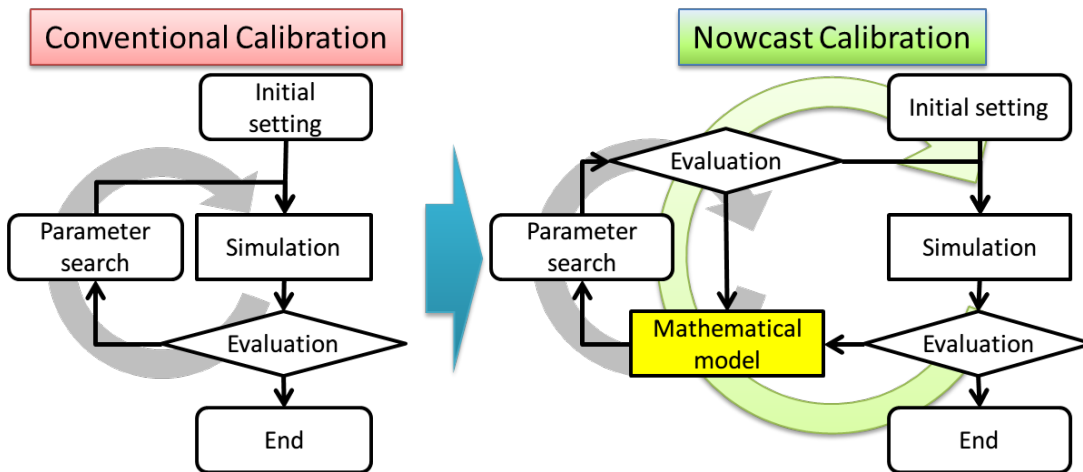 Conventional Calibration
Initial
setting
Parameter
search
Simulation
Evaluation
End
Nowcast Calibration
Initial setting
Evaluation
Parameter
search
Simulation
Mathematical
model
Evaluation
End